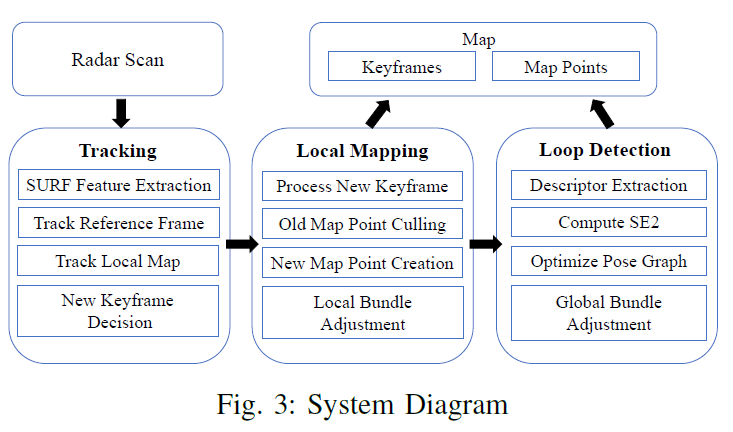 Radar Scan
Map
Keyframes
Map Points
Tracking
SURF Feature Extraction
Track Reference Frame
Track Local Map
New Keyframe
Decision
Local Mapping
Process New Keyframe
Old Map Point Culling
New Map Point Creation
Local Bundle
Adjustment
Loop Detection
Descriptor Extraction
Compute SE2
Optimize Pose Graph
Global Bundle
Adjustment
Fig. 3: System Diagram